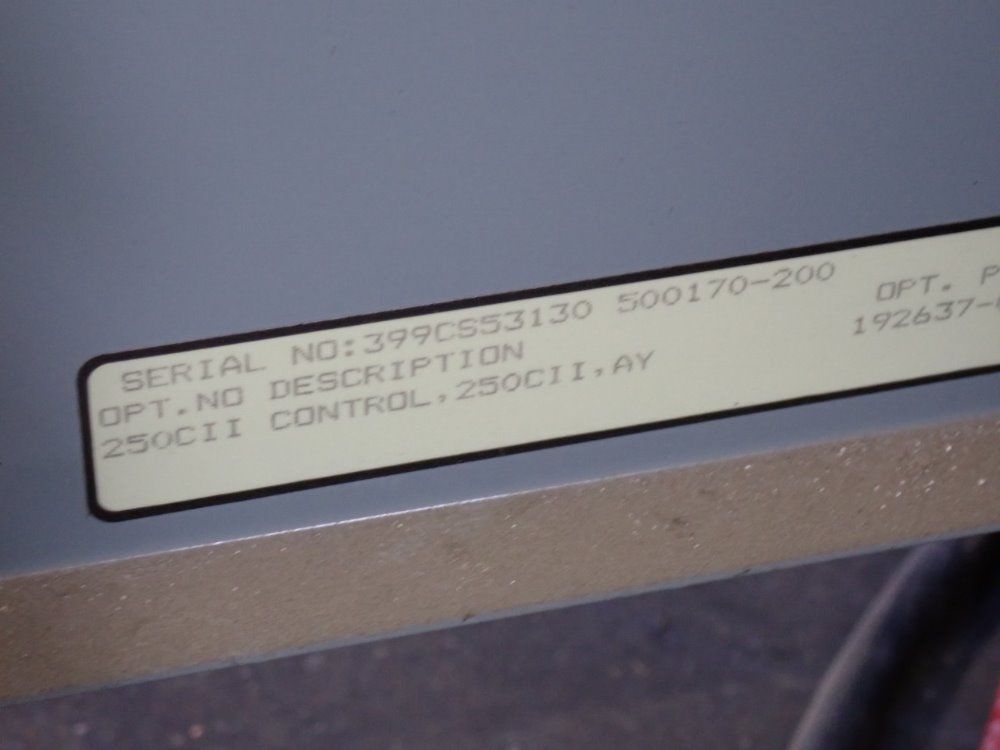 SERIAL NO:399CS53130 500170-200
OPT.NO DESCRIPTION OPT.
250CII CONTROL,250CII,AY 192637-